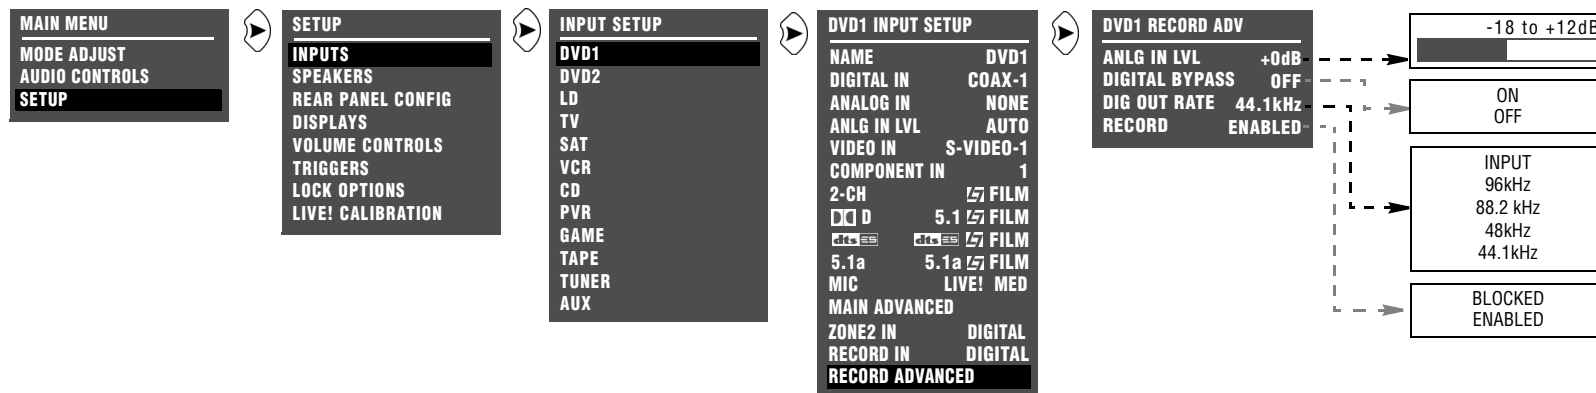 MAIN MENU
MODE ADJUST
AUDIO CONTROLS
SETUP
SETUP
INPUTS
SPEAKERS
REAR PANEL CONFIG
DISPLAYS
VOLUME CONTROLS
TRIGGERS
LOCK OPTIONS
LIVE! CALIBRATION
INPUT SETUP
DVD1
DVD2
LD
TV
SAT
VCR
CD
PVR
GAME
TAPE
TUNER
AUX
DVD1 INPUT SETUP
NAME DVD1
DIGITAL IN COAX-1
ANALOG IN NONE
ANLG IN LVL AUTO
VIDEO IN S-VIDEO-1
COMPONENT IN 1
2-CH FILM
D 5.1 FILM
dts ES dts ES FILM
5.1a 5.1a FILM
MIC LIVE! MED
MAIN ADVANCED
ZONE2 IN DIGITAL
RECORD IN DIGITAL
RECORD ADVANCED
DVD1 RECORD ADV
ANLG IN LVL +0dB
DIGITAL BYPASS OFF
DIG OUT RATE 44.1kHz
RECORD ENABLED
-18 to +12dB
ON
OFF
INPUT
96kHz
88.2 kHz
48kHz
44.1kHz
BLOCKED
ENABLED